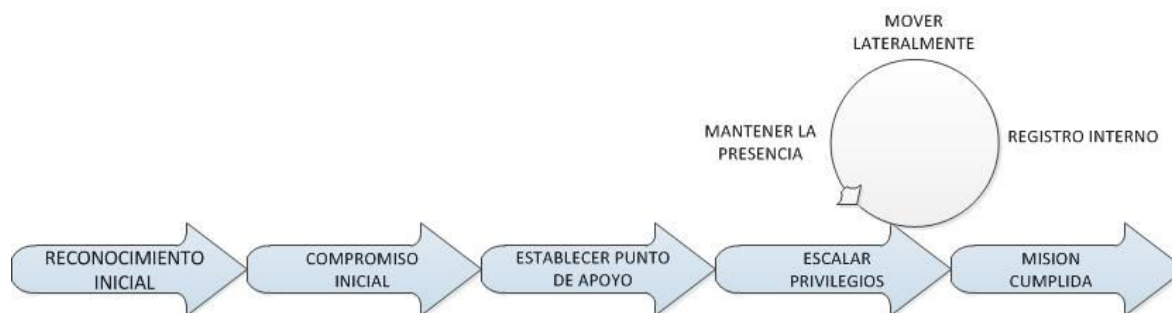 MOVER
LATERALMENTE
MANTENER LA
PRESENCIA
REGISTRO INTERNO
RECONOCIMIENTO
INICIAL
COMPROMISO
INICIAL
ESTABLECER PUNTO
DE APOYO
ESCALAR
PRIVILEGIOS
MISION
CUMPLIDA